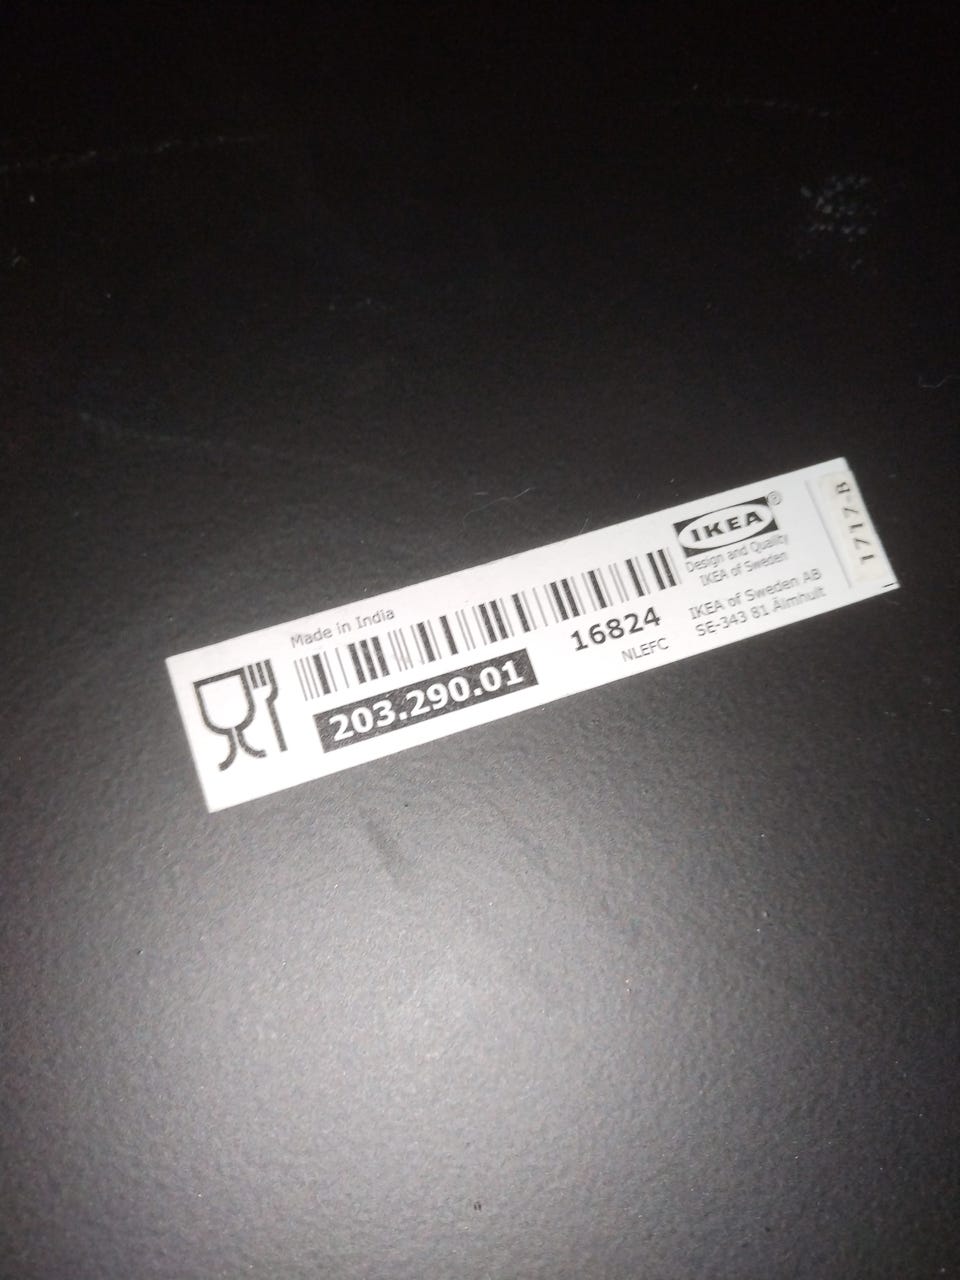 Made in India
203.290.01
16824
NLEFC
IKEA®
Design and Quality
IKEA of Sweden
IKEA of Sweden AB
SE-343 81 Älmhult
1717-B